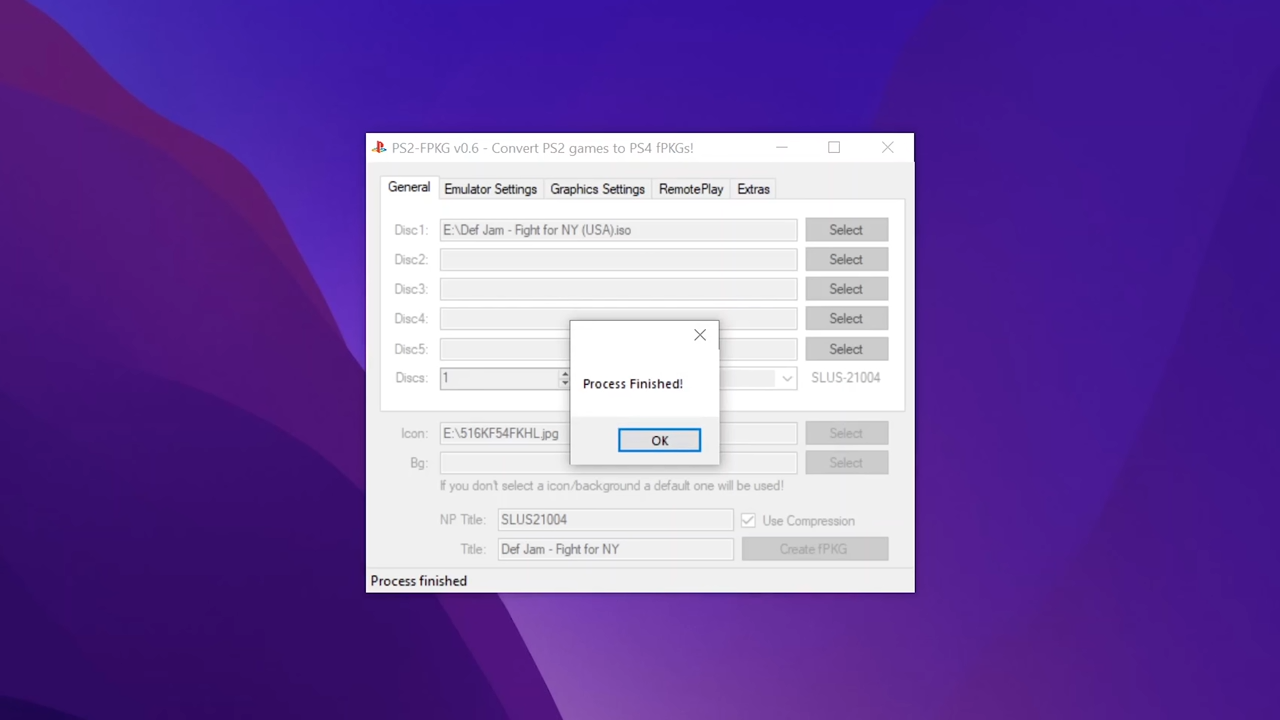 PS2-FPKG v0.6 - Convert PS2 games to PS4 fPKGs!
General Emulator Settings Graphics Settings RemotePlay Extras
Disc1: E:\Def Jam - Fight for NY (USA).iso Select
Disc2: Select
Disc3: Select
Disc4: Select
Disc5: Select
Discs: 1 SLUS-21004
Process Finished!
OK
Icon: E:\516KF54FKHL.jpg Select
Bg: Select
If you don't select a icon/background a default one will be used!
NP Title: SLUS21004 Use Compression
Title: Def Jam - Fight for NY Create fPKG
Process finished